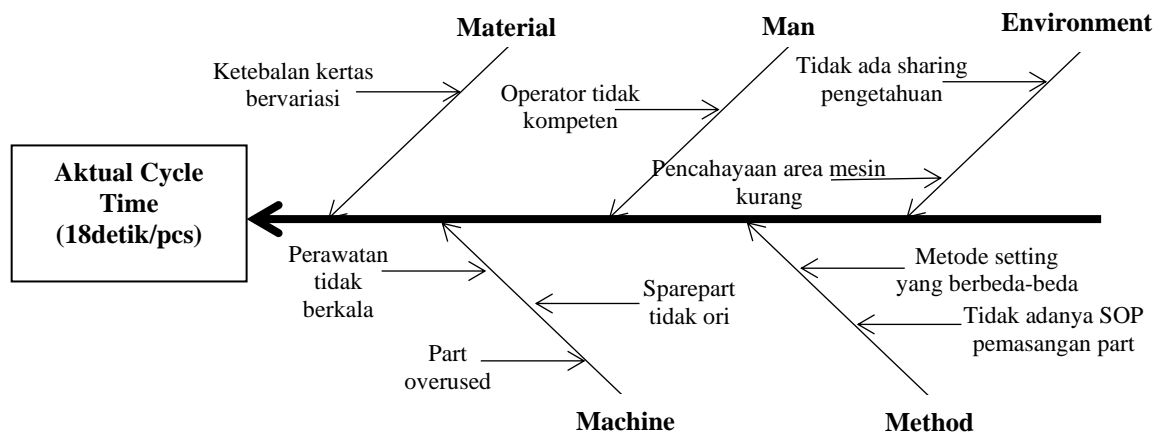 Material
Man
Environment
Ketebalan kertas
bervariasi
Operator tidak
kompeten
Tidak ada sharing
pengetahuan
Pencahayaan area mesin
kurang
Aktual Cycle
Time
(18detik/pcs)
Perawatan
tidak
berkala
Sparepart
tidak ori
Part
overused
Metode setting
yang berbeda-beda
Tidak adanya SOP
pemasangan part
Machine
Method